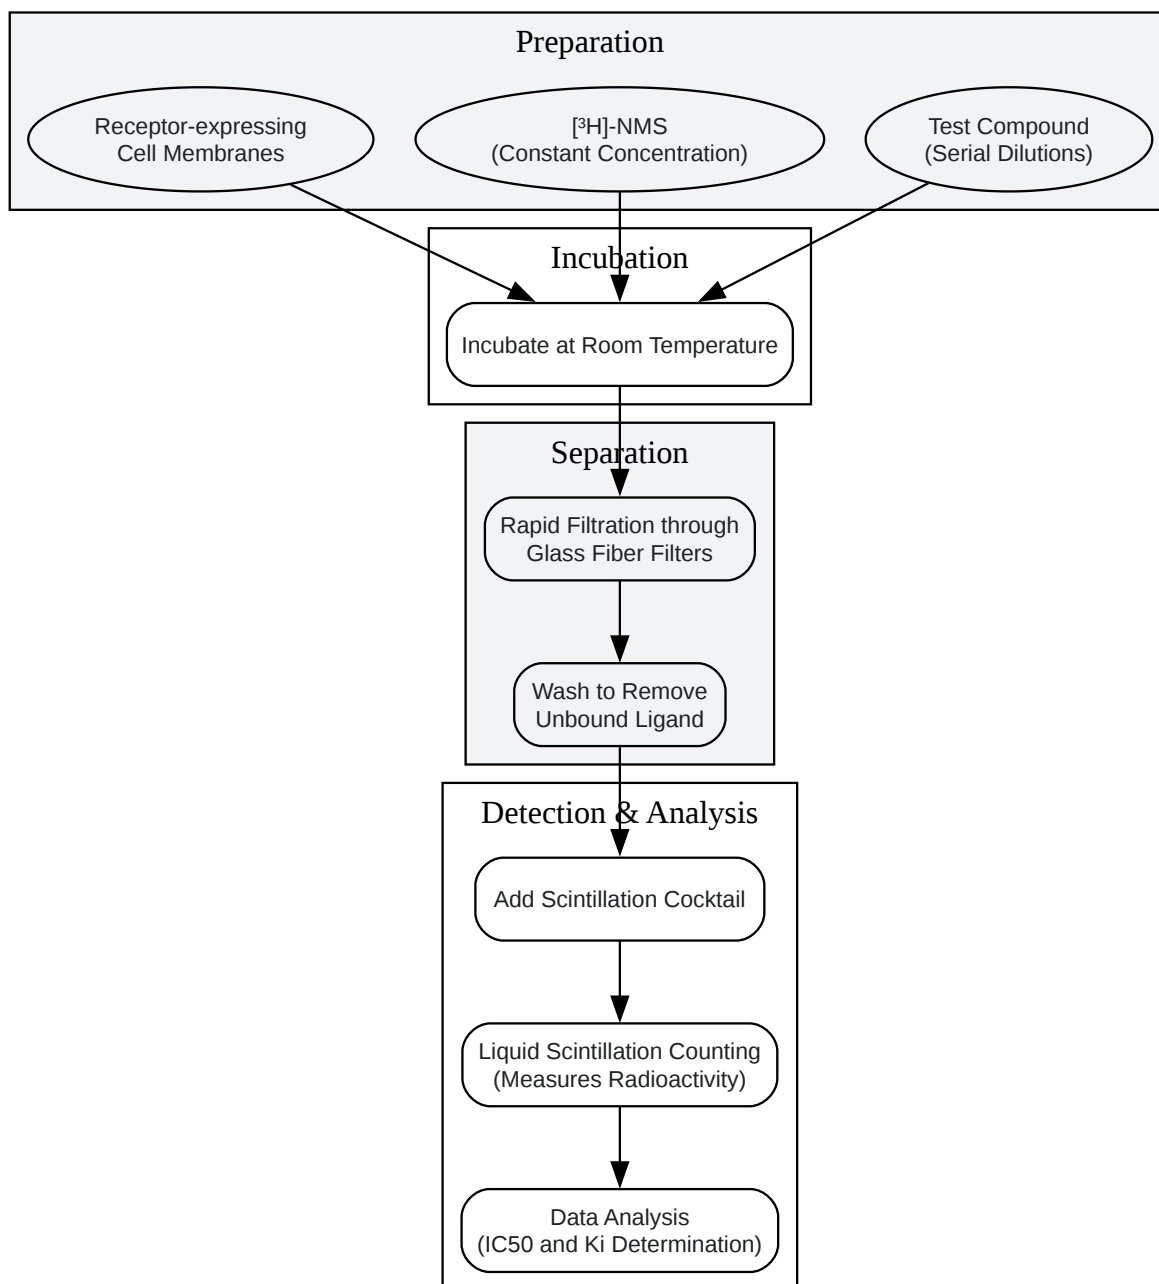 Preparation
Receptor-expressing
Cell Membranes
[³H]-NMS
(Constant Concentration)
Test Compound
(Serial Dilutions)
Incubation
Incubate at Room Temperature
Separation
Rapid Filtration through
Glass Fiber Filters
Wash to Remove
Unbound Ligand
Detection & Analysis
Add Scintillation Cocktail
Liquid Scintillation Counting
(Measures Radioactivity)
Data Analysis
(IC50 and Ki Determination)